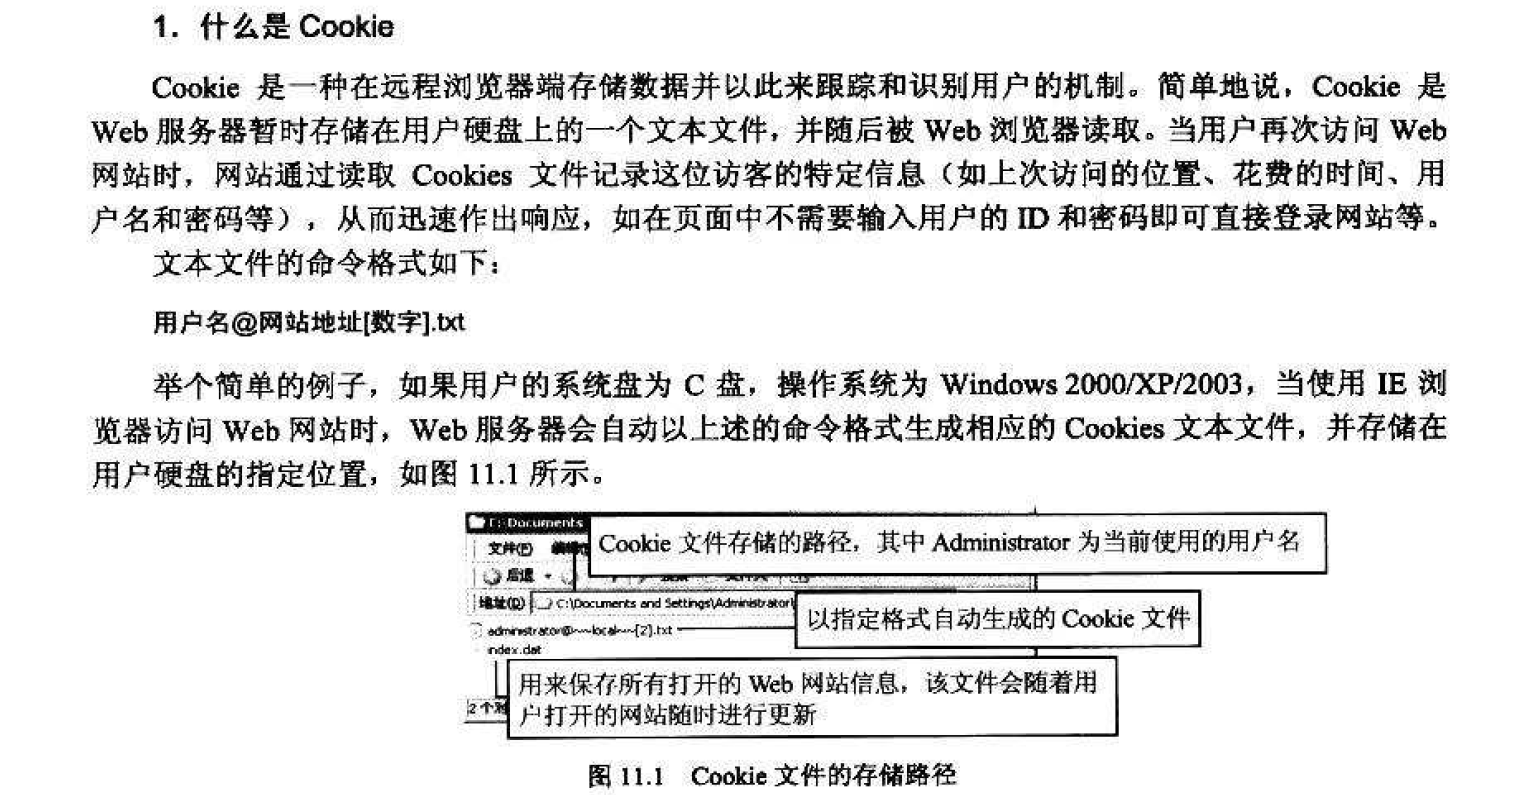 1. 什么是 Cookie
Cookie 是一种在远程浏览器端存储数据并以此来跟踪和识别用户的机制。简单地说，Cookie 是
Web 服务器暂时存储在用户硬盘上的一个文本文件，并随后被 Web 浏览器读取。当用户再次访问 Web
网站时，网站通过读取 Cookies 文件记录这位访客的特定信息（如上次访问的位置、花费的时间、用
户名和密码等），从而迅速作出响应，如在页面中不需要输入用户的 ID 和密码即可直接登录网站等。
文本文件的命令格式如下：
用户名@网站地址[数字].txt
举个简单的例子，如果用户的系统盘为 C 盘，操作系统为 Windows 2000/XP/2003，当使用 IE 浏
览器访问 Web 网站时，Web 服务器会自动以上述的命令格式生成相应的 Cookies 文本文件，并存储在
用户硬盘的指定位置，如图 11.1 所示。
C:\Documents
文件(F)
Cookie 文件存储的路径，其中 Administrator 为当前使用的用户名
后退
地址(D) C:\Documents and Settings\Administrator\
以指定格式自动生成的 Cookie 文件
administrator@~~local~~[2].txt
index.dat
用来保存所有打开的 Web 网站信息，该文件会随着用
户打开的网站随时进行更新
2 个
图 11.1 Cookie 文件的存储路径